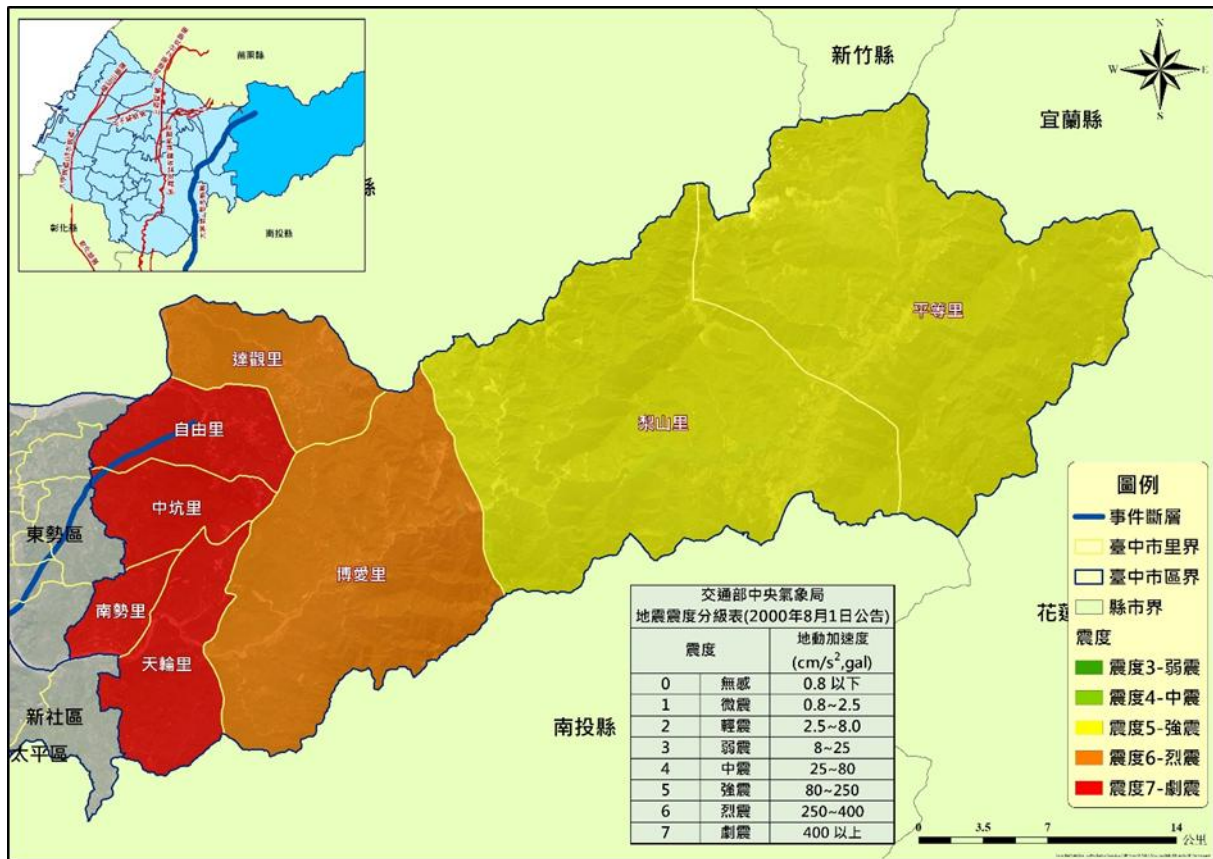 苗栗縣
彰化縣
南投縣
縣
新竹縣
宜蘭縣
N
W
E
S
達觀里
自由里
中坑里
東勢區
南勢里
天輪里
新社區
太平區
博愛里
梨山里
平等里
南投縣
花蓮
交通部中央氣象局
地震震度分級表(2000年8月1日公告)
震度 地動加速度
(cm/s²,gal)
0 無感 0.8 以下
1 微震 0.8~2.5
2 輕震 2.5~8.0
3 弱震 8~25
4 中震 25~80
5 強震 80~250
6 烈震 250~400
7 劇震 400 以上
圖例
事件斷層
臺中市里界
臺中市區界
縣市界
震度
震度3-弱震
震度4-中震
震度5-強震
震度6-烈震
震度7-劇震
0 3.5 7 14
公里